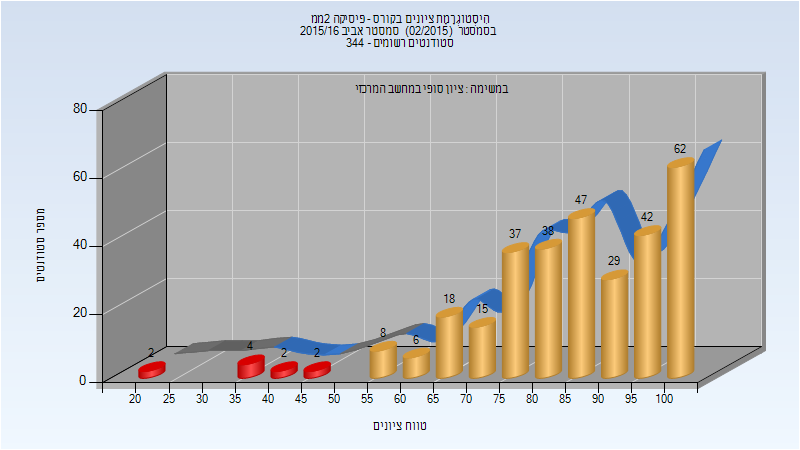 היסטוגרמת ציונים בקורס - פיסיקה 2ממ
בסמסטר (02/2015) סמסטר אביב 2015/16
סטודנטים רשומים - 344
במשימה : ציון סופי במחשב המרכזי
מספר סטודנטים
80
60
40
20
0
2
4
2
2
8
6
18
15
37
38
47
29
42
62
20 25 30 35 40 45 50 55 60 65 70 75 80 85 90 95 100
טווח ציונים